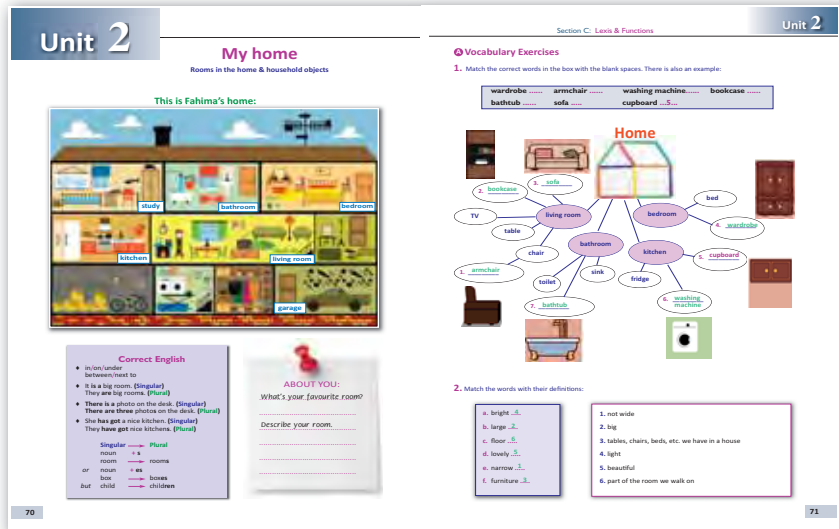 Unit 2
My home
Rooms in the home & household objects
This is Fahima's home:
study
bathroom
bedroom
kitchen
living room
garage
Correct English
♦ in/on/under
between/next to
♦ It is a big room. (Singular)
They are big rooms. (Plural)
♦ There is a photo on the desk. (Singular)
There are three photos on the desk. (Plural)
♦ She has got a nice kitchen. (Singular)
They have got nice kitchens. (Plural)
Singular → Plural
noun + s
room → rooms
or noun + es
box → boxes
but child → children
ABOUT YOU:
What's your favourite room?
Describe your room.
70
Section C: Lexis & Functions
Unit 2
A Vocabulary Exercises
1. Match the correct words in the box with the blank spaces. There is also an example:
wardrobe ...... armchair ...... washing machine...... bookcase ......
bathtub ...... sofa ..... cupboard ...5...
Home
2. bookcase
3. sofa
TV
living room
table
chair
1. armchair
bedroom
bed
4. wardrobe
bathroom
toilet
sink
7. bathtub
kitchen
5. cupboard
fridge
6. washing
machine
2. Match the words with their definitions:
a. bright ..4..
b. large ..2..
c. floor ..6..
d. lovely ..5..
e. narrow ..1..
f. furniture ..3..
1. not wide
2. big
3. tables, chairs, beds, etc. we have in a house
4. light
5. beautiful
6. part of the room we walk on
71